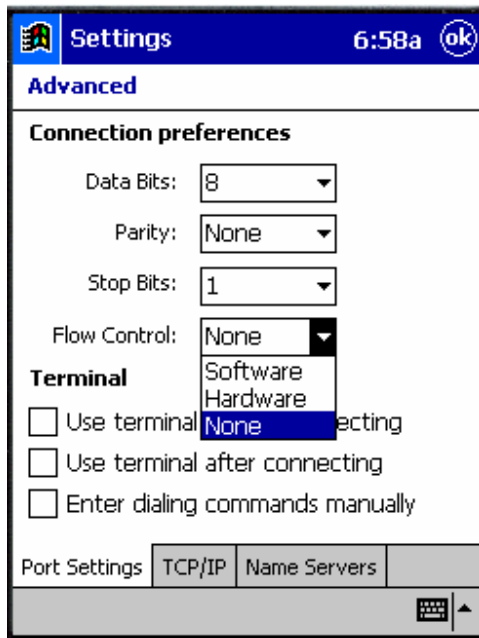 Settings 6:58a ok
Advanced
Connection preferences
Data Bits: 8
Parity: None
Stop Bits: 1
Flow Control: None
Software
Hardware
None
Terminal
Use terminal ecting
Use terminal after connecting
Enter dialing commands manually
Port Settings TCP/IP Name Servers